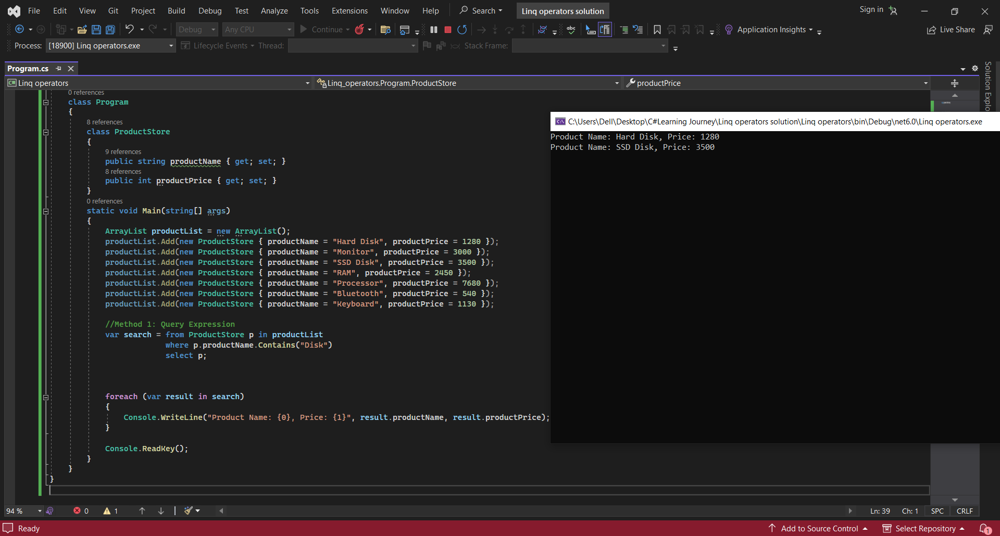 File Edit View Git Project Build Debug Test Analyze Tools Extensions Window Help Search Linq operators solution Sign in
Debug Any CPU Continue abc Application Insights Live Share
Process: [18900] Linq operators.exe Lifecycle Events Thread: Stack Frame:
Program.cs
C# Linq operators Linq_operators.Program.ProductStore productPrice
Solution Explo
0 references
class Program
{
8 references
class ProductStore
{
9 references
public string productName { get; set; }
8 references
public int productPrice { get; set; }
}
0 references
static void Main(string[] args)
{
ArrayList productList = new ArrayList();
productList.Add(new ProductStore { productName = "Hard Disk", productPrice = 1280 });
productList.Add(new ProductStore { productName = "Monitor", productPrice = 3000 });
productList.Add(new ProductStore { productName = "SSD Disk", productPrice = 3500 });
productList.Add(new ProductStore { productName = "RAM", productPrice = 2450 });
productList.Add(new ProductStore { productName = "Processor", productPrice = 7680 });
productList.Add(new ProductStore { productName = "Bluetooth", productPrice = 540 });
productList.Add(new ProductStore { productName = "Keyboard", productPrice = 1130 });
//Method 1: Query Expression
var search = from ProductStore p in productList
where p.productName.Contains("Disk")
select p;
foreach (var result in search)
{
Console.WriteLine("Product Name: {0}, Price: {1}", result.productName, result.productPrice);
}
Console.ReadKey();
}
}
}
C:\Users\Dell\Desktop\C#Learning Journey\Linq operators solution\Linq operators\bin\Debug\net6.0\Linq operators.exe
Product Name: Hard Disk, Price: 1280
Product Name: SSD Disk, Price: 3500
94 % 0 1 Ln: 39 Ch: 1 SPC CRLF
Ready Add to Source Control Select Repository 1